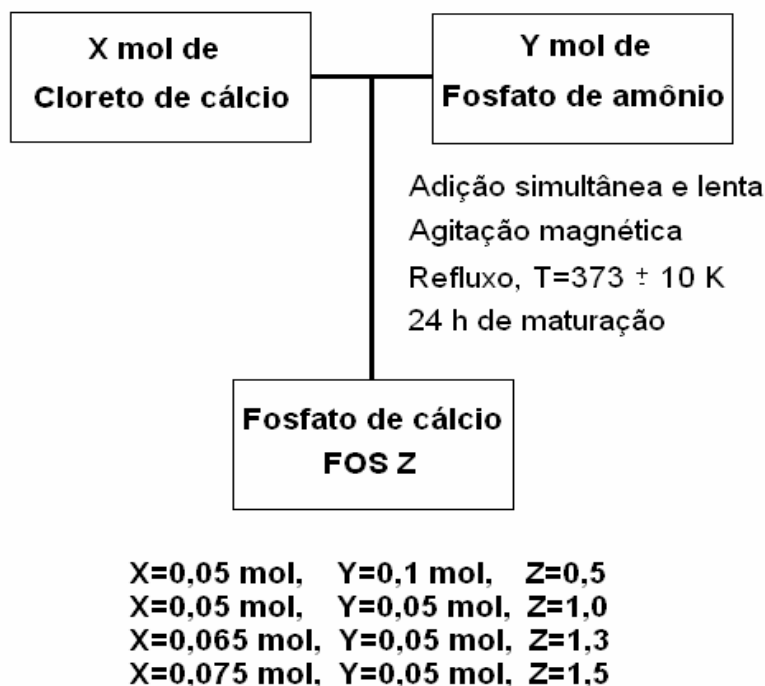 X mol de
Cloreto de cálcio
Y mol de
Fosfato de amônio
Adição simultânea e lenta
Agitação magnética
Refluxo, T=373 ± 10 K
24 h de maturação
Fosfato de cálcio
FOS Z
X=0,05 mol, Y=0,1 mol, Z=0,5
X=0,05 mol, Y=0,05 mol, Z=1,0
X=0,065 mol, Y=0,05 mol, Z=1,3
X=0,075 mol, Y=0,05 mol, Z=1,5